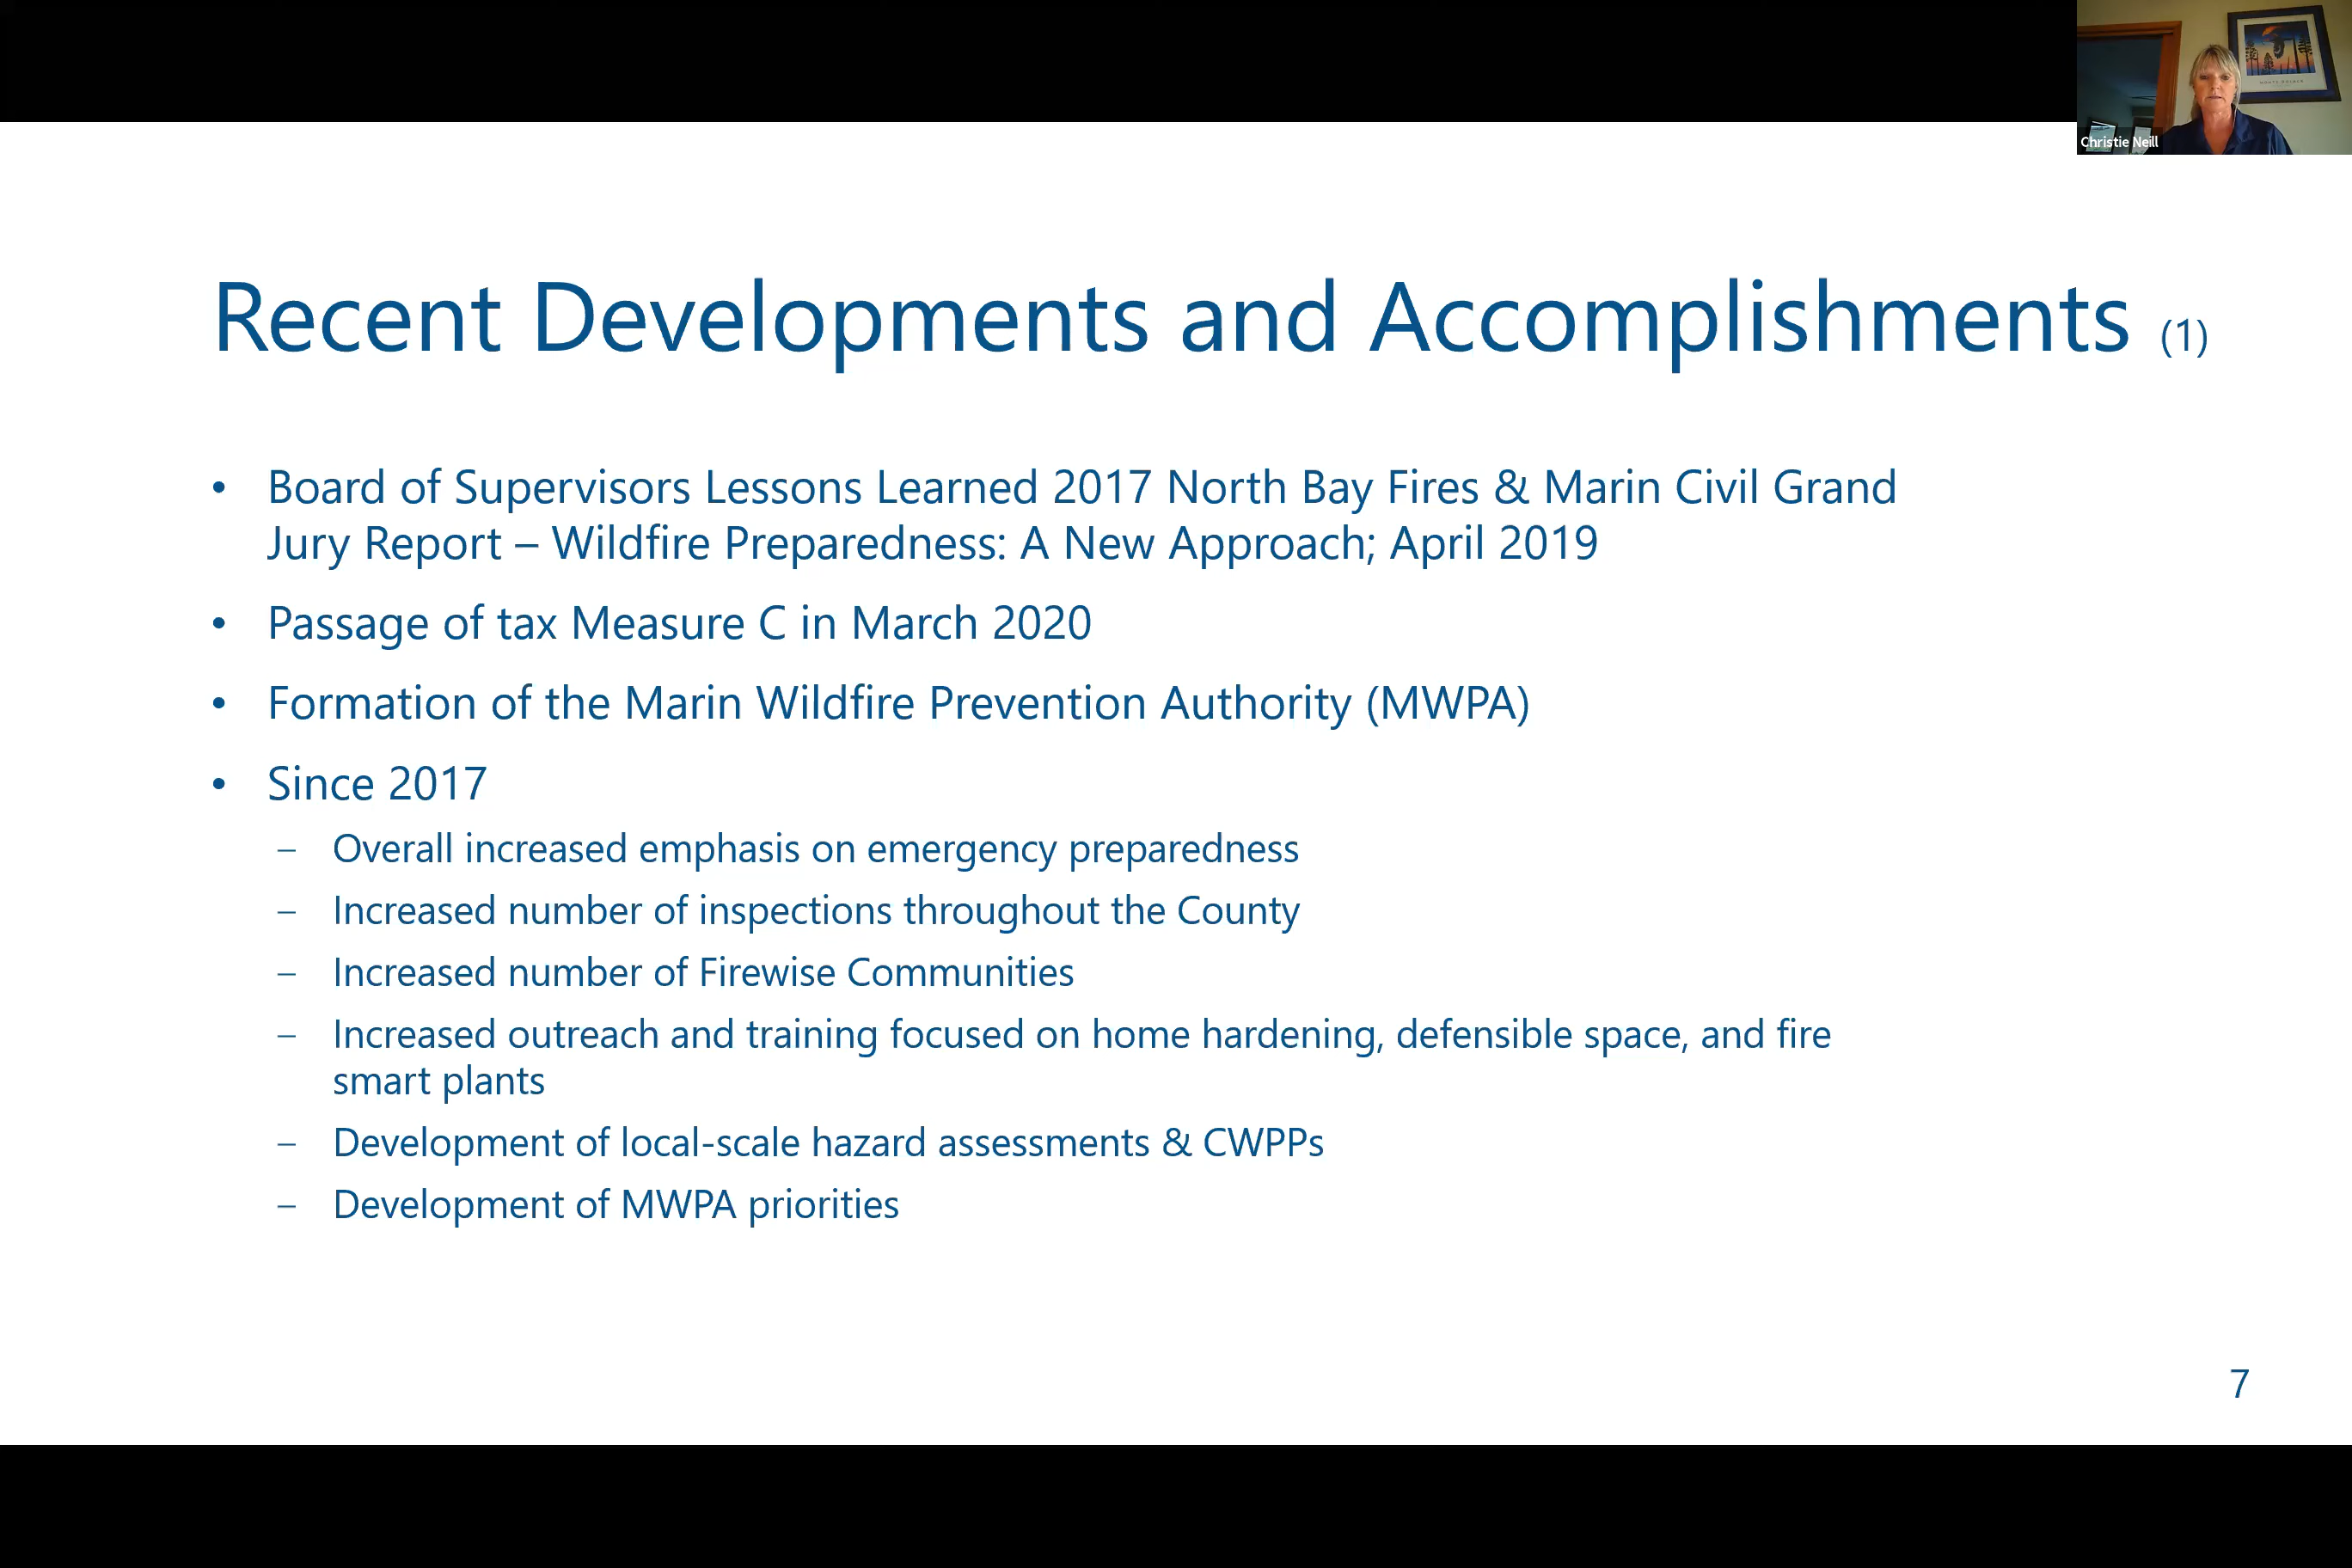 Christie Neill
Recent Developments and Accomplishments (1)
• Board of Supervisors Lessons Learned 2017 North Bay Fires & Marin Civil Grand
Jury Report – Wildfire Preparedness: A New Approach; April 2019
• Passage of tax Measure C in March 2020
• Formation of the Marin Wildfire Prevention Authority (MWPA)
• Since 2017
– Overall increased emphasis on emergency preparedness
– Increased number of inspections throughout the County
– Increased number of Firewise Communities
– Increased outreach and training focused on home hardening, defensible space, and fire
smart plants
– Development of local-scale hazard assessments & CWPPs
– Development of MWPA priorities
7